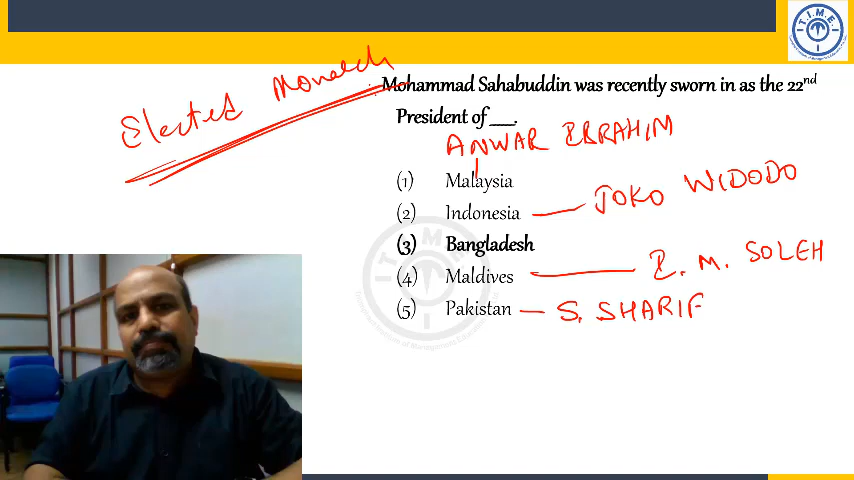 T.I.M.E.
Elected Monarch
Mohammad Sahabuddin was recently sworn in as the 22nd
President of ___.
ANWAR IBRAHIM
(1) Malaysia
(2) Indonesia — JOKO WIDODO
(3) Bangladesh
(4) Maldives — I. M. SOLEH
(5) Pakistan — S. SHARIF